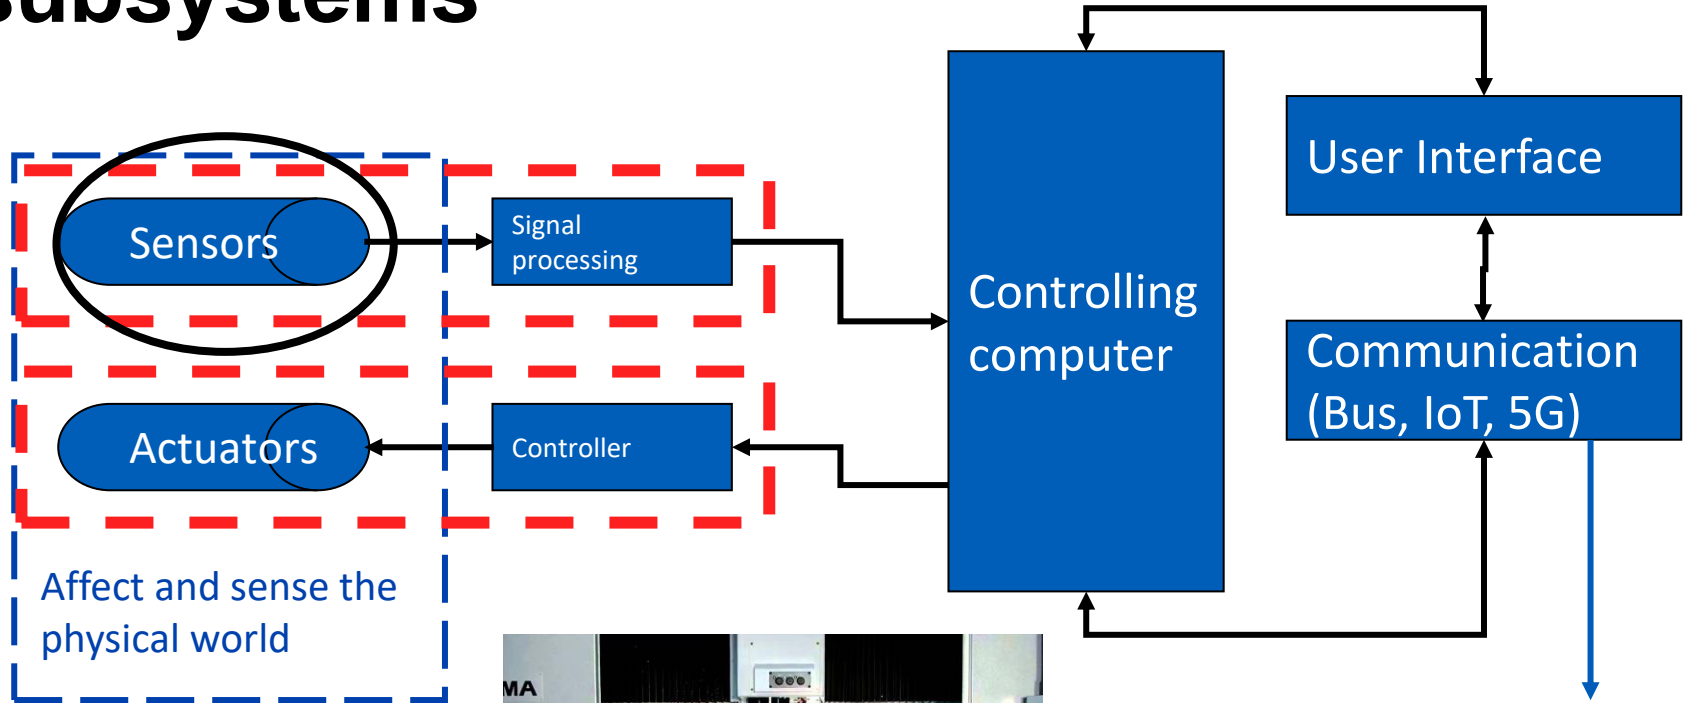 subsystems
Sensors
Signal
processing
Actuators
Controller
Affect and sense the
physical world
Controlling
computer
User Interface
Communication
(Bus, IoT, 5G)
MA